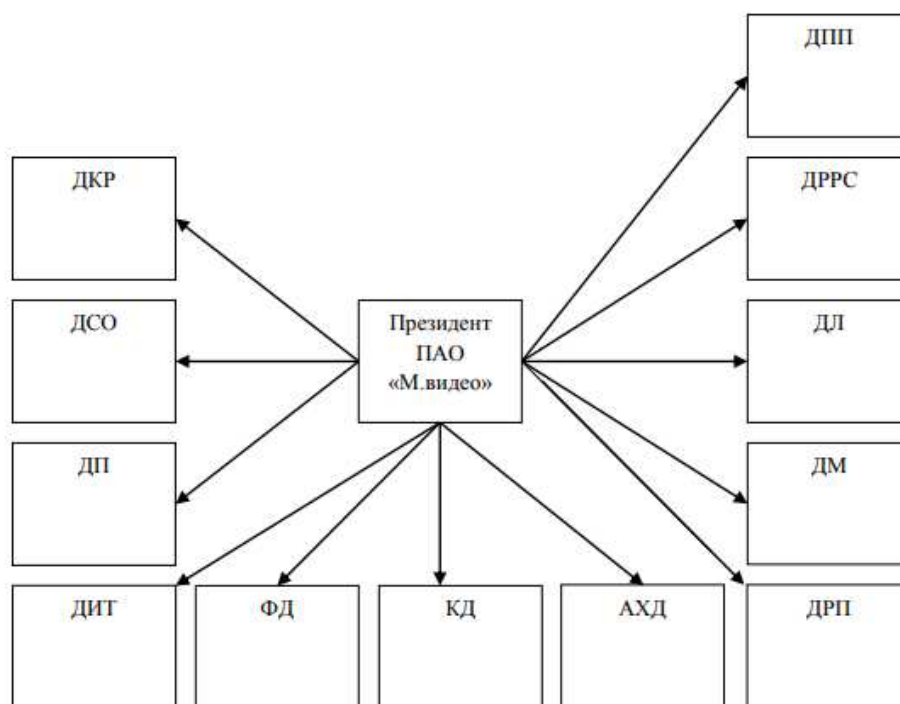 ДПП
ДКР
ДРРС
ДСО
Президент
ПАО
«М.видео»
ДЛ
ДП
ДМ
ДИТ
ФД
КД
АХД
ДРП